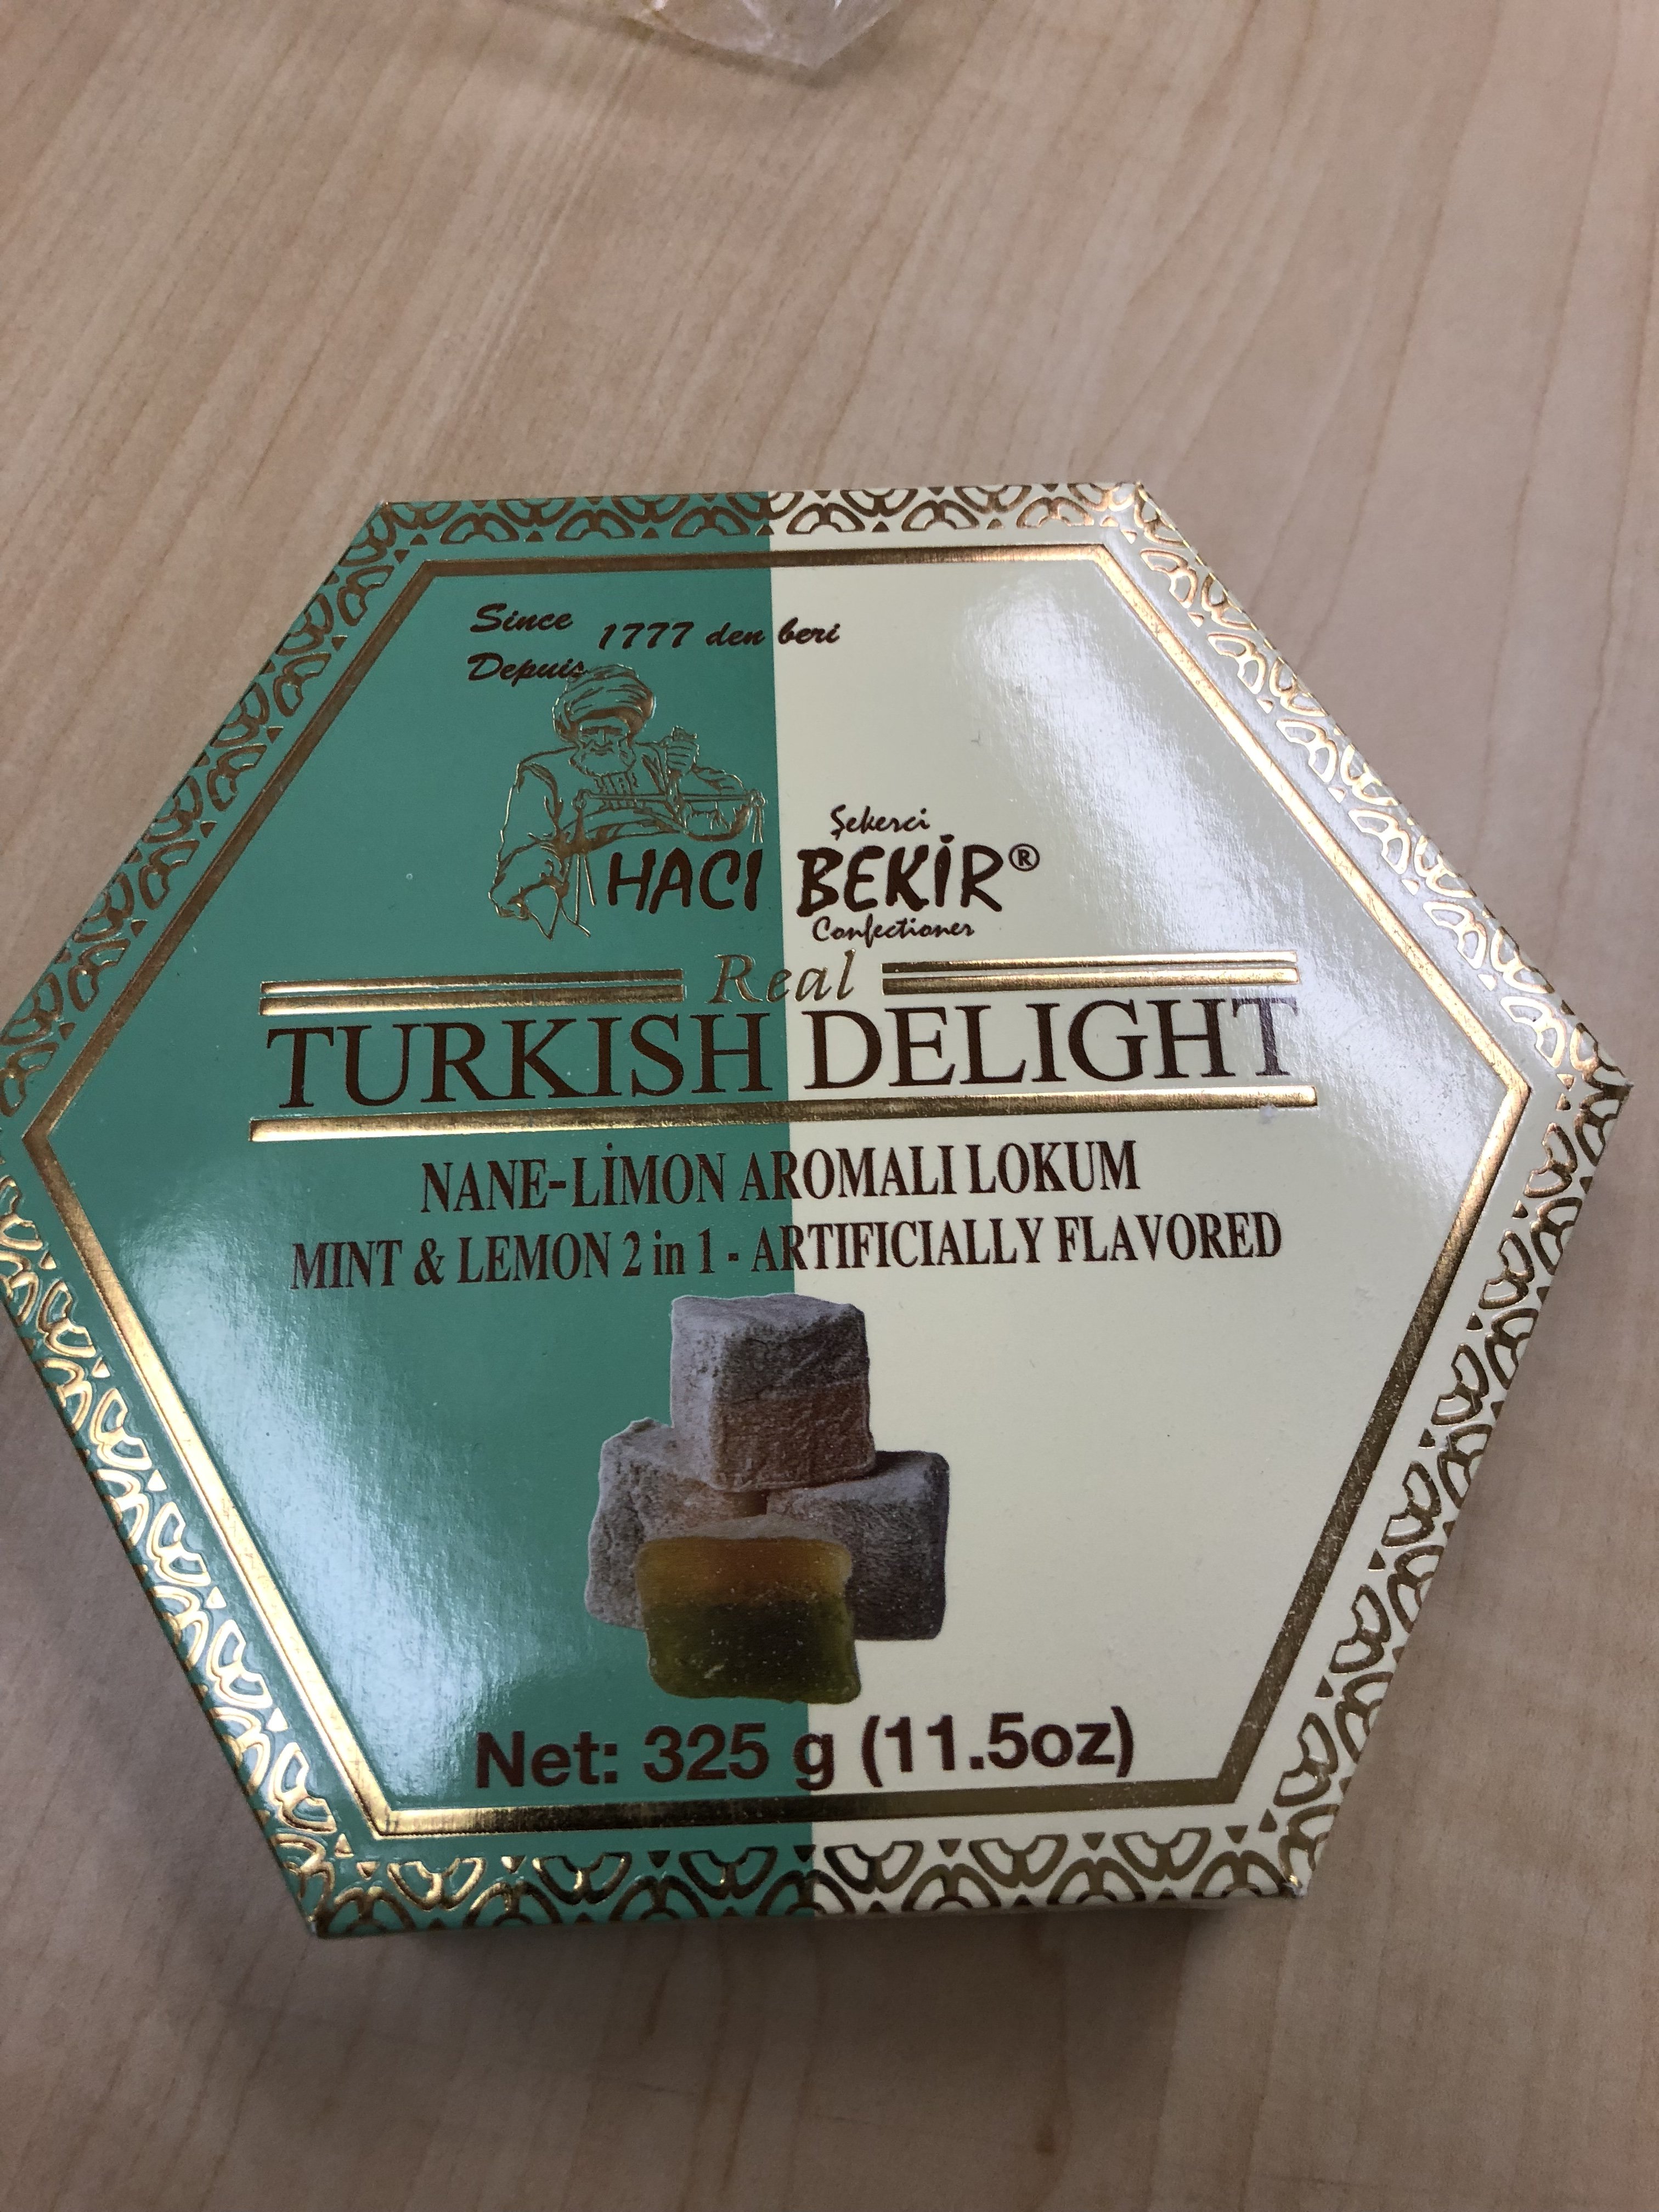 Since 1777 den beri
Depuis
Şekerci
HACI BEKİR®
Confectioner
Real
TURKISH DELIGHT
NANE-LİMON AROMALI LOKUM
MINT & LEMON 2 in 1 - ARTIFICIALLY FLAVORED
Net: 325 g (11.5oz)